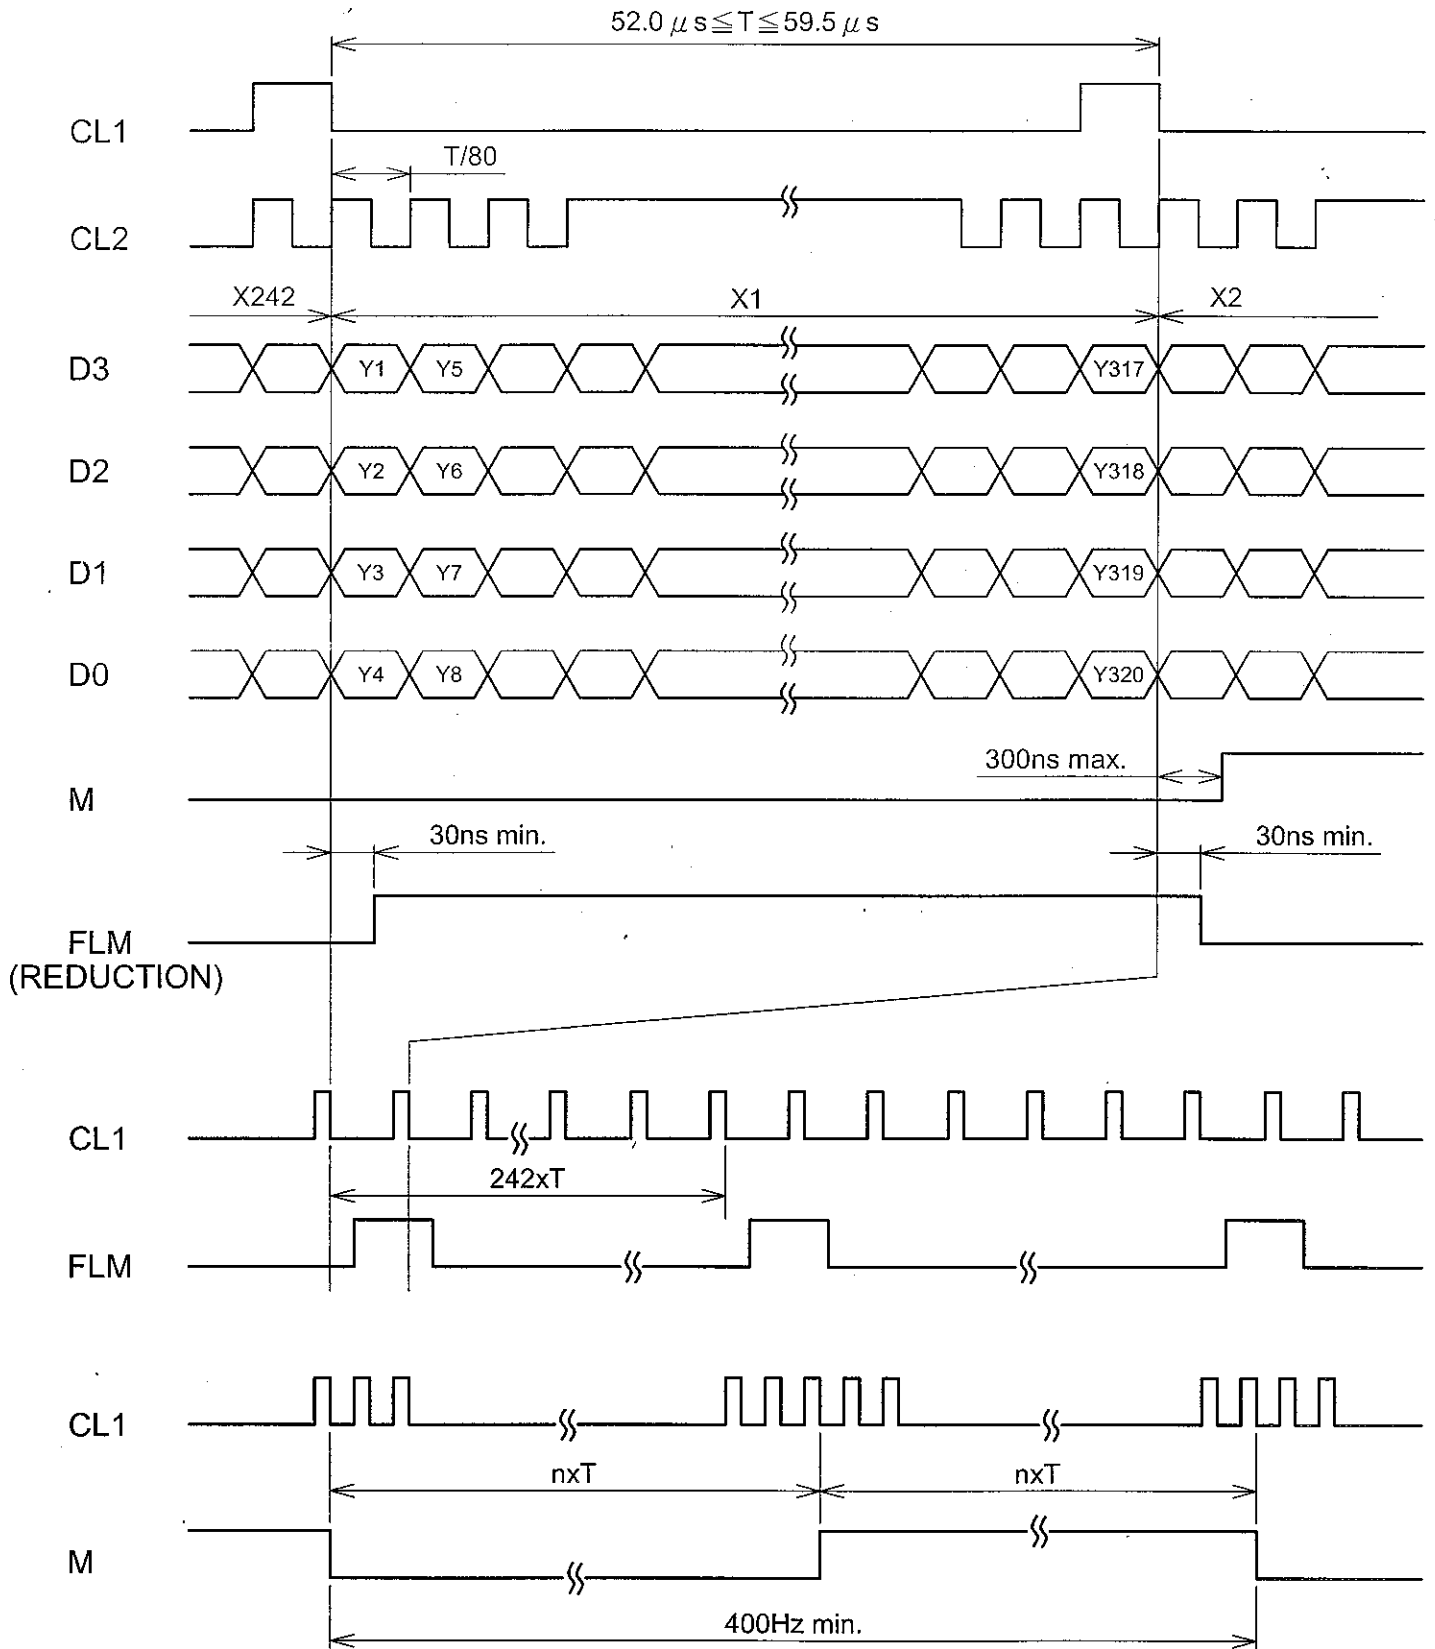 52.0 μs≦T≦59.5 μs
CL1
T/80
CL2
X242 X1 X2
D3 Y1 Y5 Y317
D2 Y2 Y6 Y318
D1 Y3 Y7 Y319
D0 Y4 Y8 Y320
300ns max.
M
30ns min. 30ns min.
FLM
(REDUCTION)
CL1
242xT
FLM
CL1
nxT nxT
M
400Hz min.